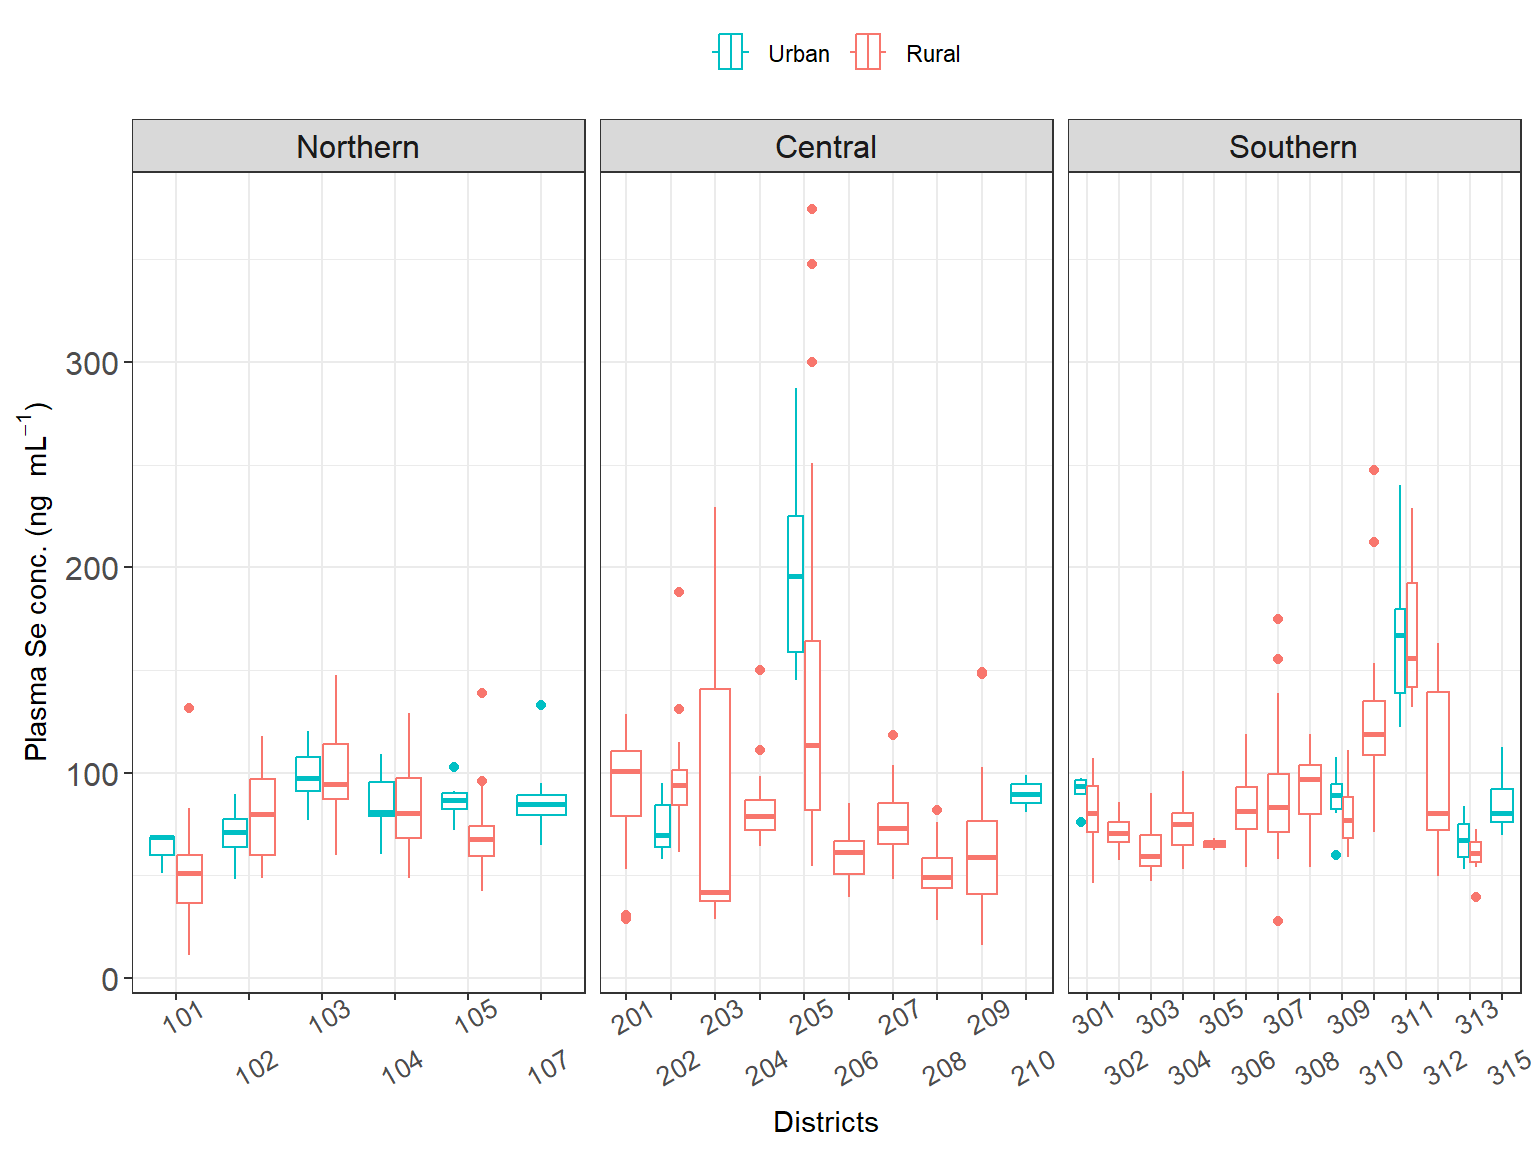 Urban Rural
Northern Central Southern
Plasma Se conc. (ng mL⁻¹)
300
200
100
0
101 103 105 201 203 205 207 209 301 303 305 307 309 311 313
102 104 107 202 204 206 208 210 302 304 306 308 310 312 315
Districts